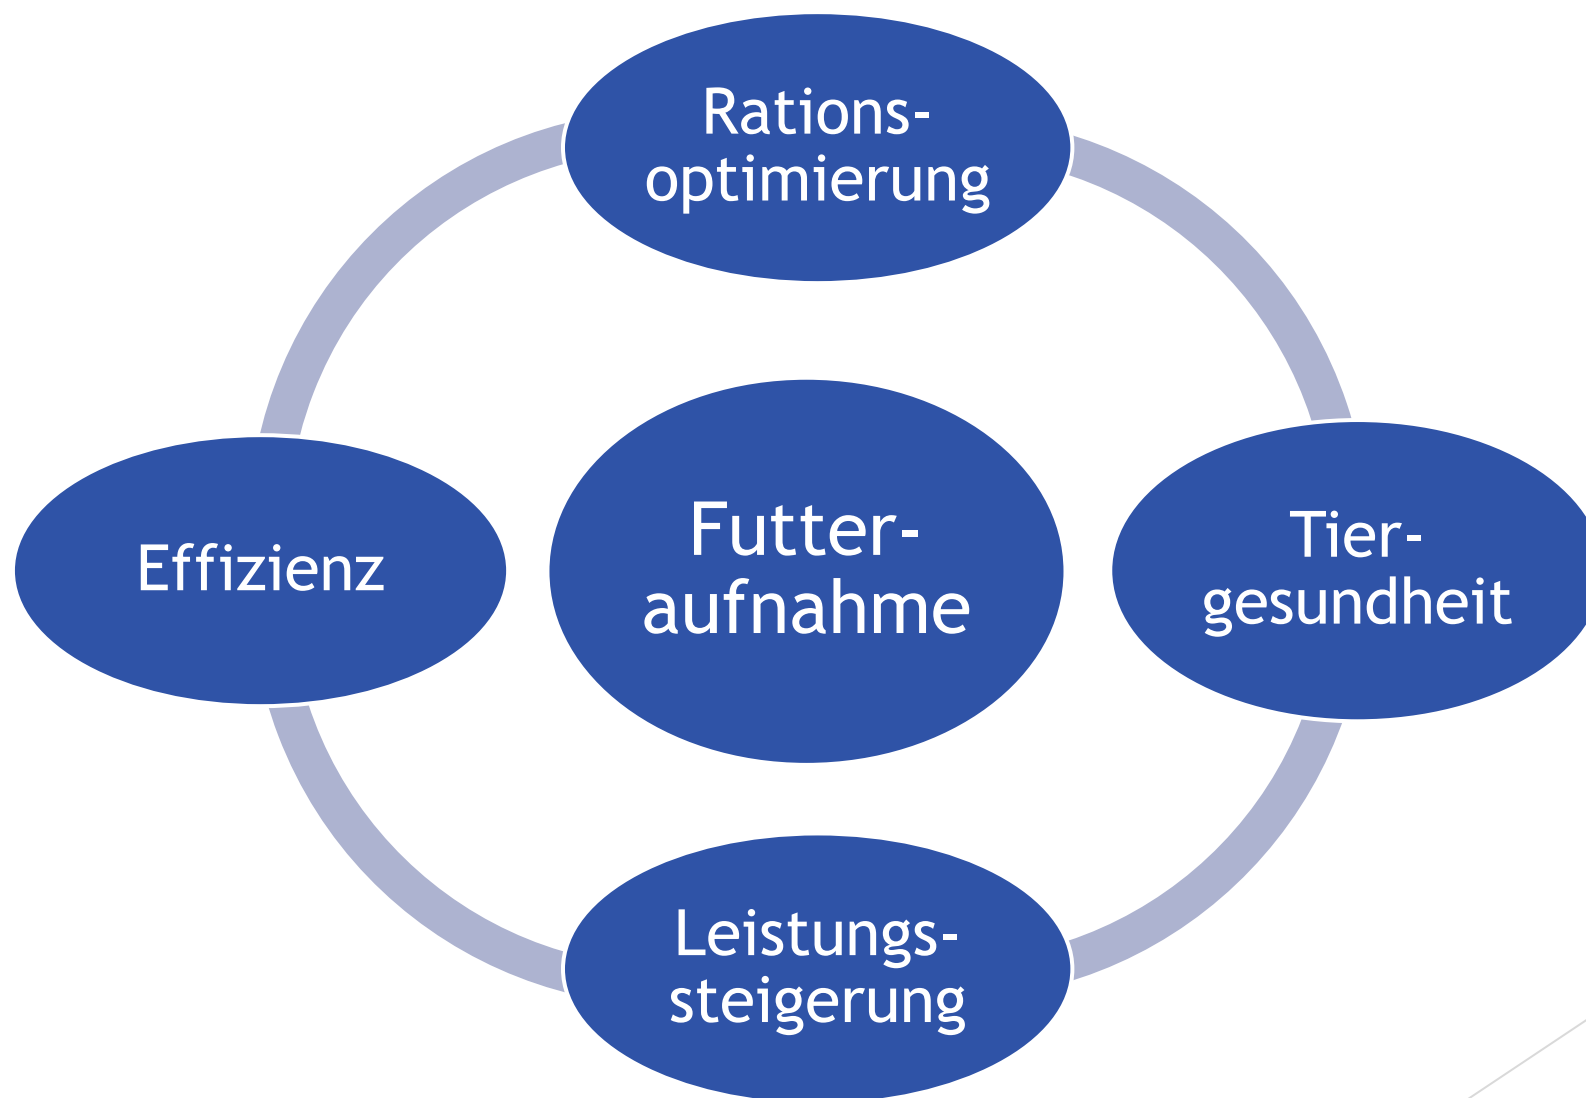 Rations-
optimierung
Effizienz
Futter-
aufnahme
Tier-
gesundheit
Leistungs-
steigerung